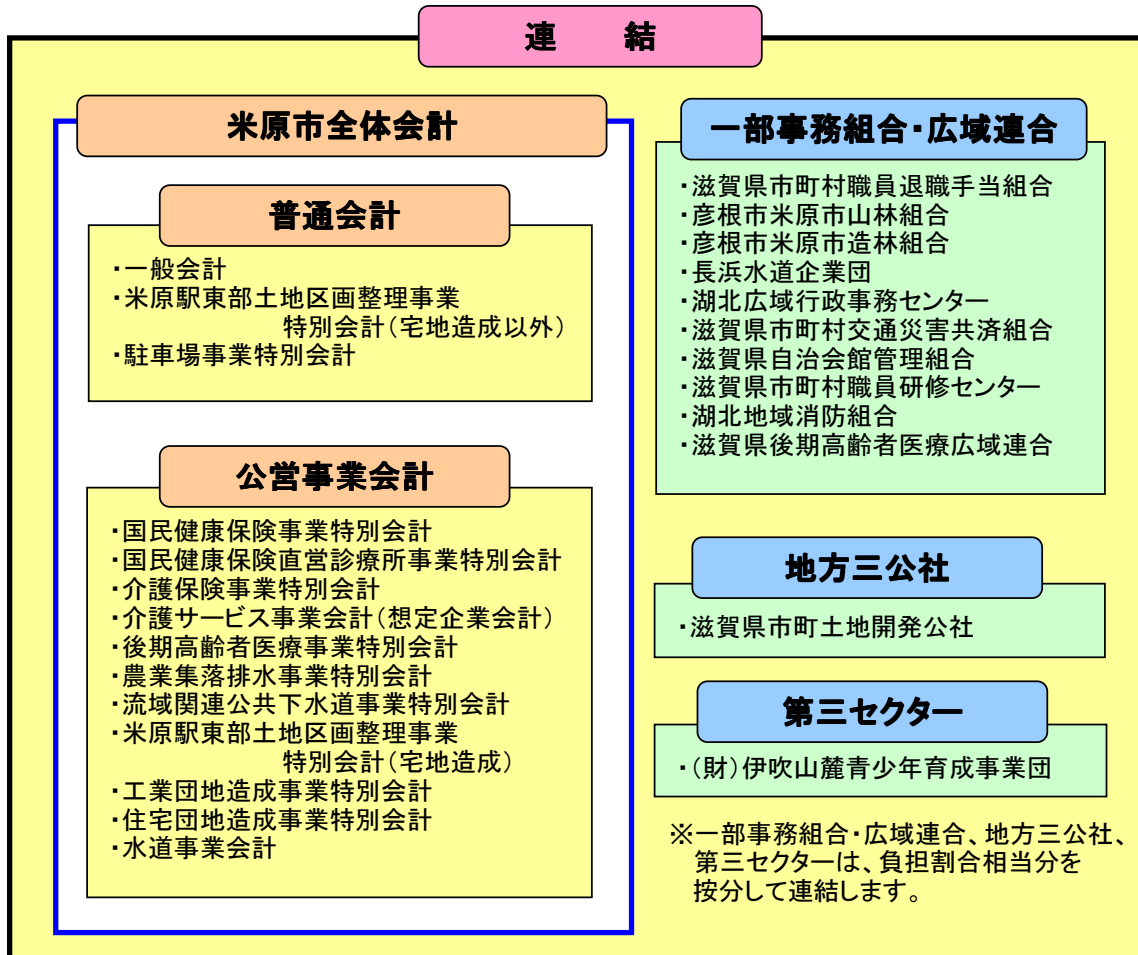 連　結
米原市全体会計
普通会計
・一般会計
・米原駅東部土地区画整理事業
特別会計（宅地造成以外）
・駐車場事業特別会計
公営事業会計
・国民健康保険事業特別会計
・国民健康保険直営診療所事業特別会計
・介護保険事業特別会計
・介護サービス事業会計（想定企業会計）
・後期高齢者医療事業特別会計
・農業集落排水事業特別会計
・流域関連公共下水道事業特別会計
・米原駅東部土地区画整理事業
特別会計（宅地造成）
・工業団地造成事業特別会計
・住宅団地造成事業特別会計
・水道事業会計
一部事務組合・広域連合
・滋賀県市町村職員退職手当組合
・彦根市米原市山林組合
・彦根市米原市造林組合
・長浜水道企業団
・湖北広域行政事務センター
・滋賀県市町村交通災害共済組合
・滋賀県自治会館管理組合
・滋賀県市町村職員研修センター
・湖北地域消防組合
・滋賀県後期高齢者医療広域連合
地方三公社
・滋賀県市町土地開発公社
第三セクター
・（財）伊吹山麓青少年育成事業団
※一部事務組合・広域連合、地方三公社、
第三セクターは、負担割合相当分を
按分して連結します。